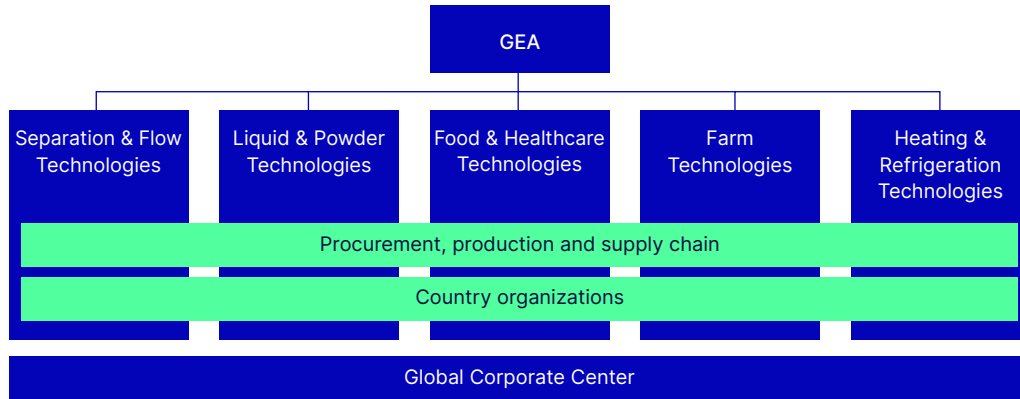 GEA
Separation & Flow
Technologies
Liquid & Powder
Technologies
Food & Healthcare
Technologies
Farm
Technologies
Heating &
Refrigeration
Technologies
Procurement, production and supply chain
Country organizations
Global Corporate Center